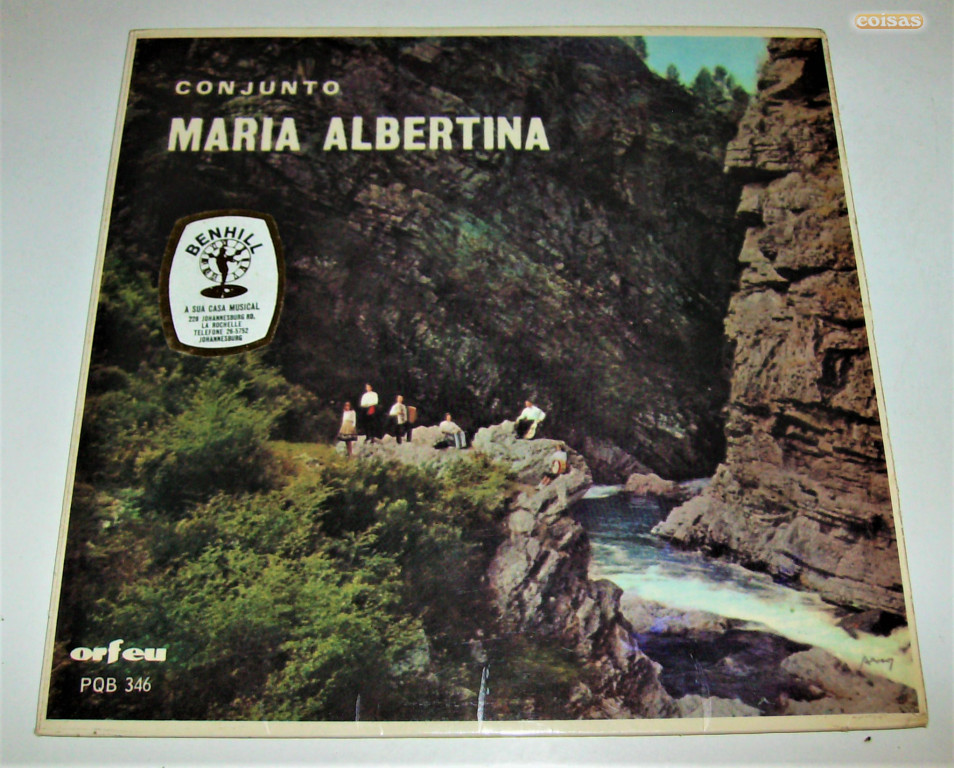 coisas
CONJUNTO
MARIA ALBERTINA
BENHILL
A SUA CASA MUSICAL
220 JOHANNESBURG RD.
LA ROCHELLE
TELEFONE 26-5752
JOHANNESBURG
orfeu
PQB 346